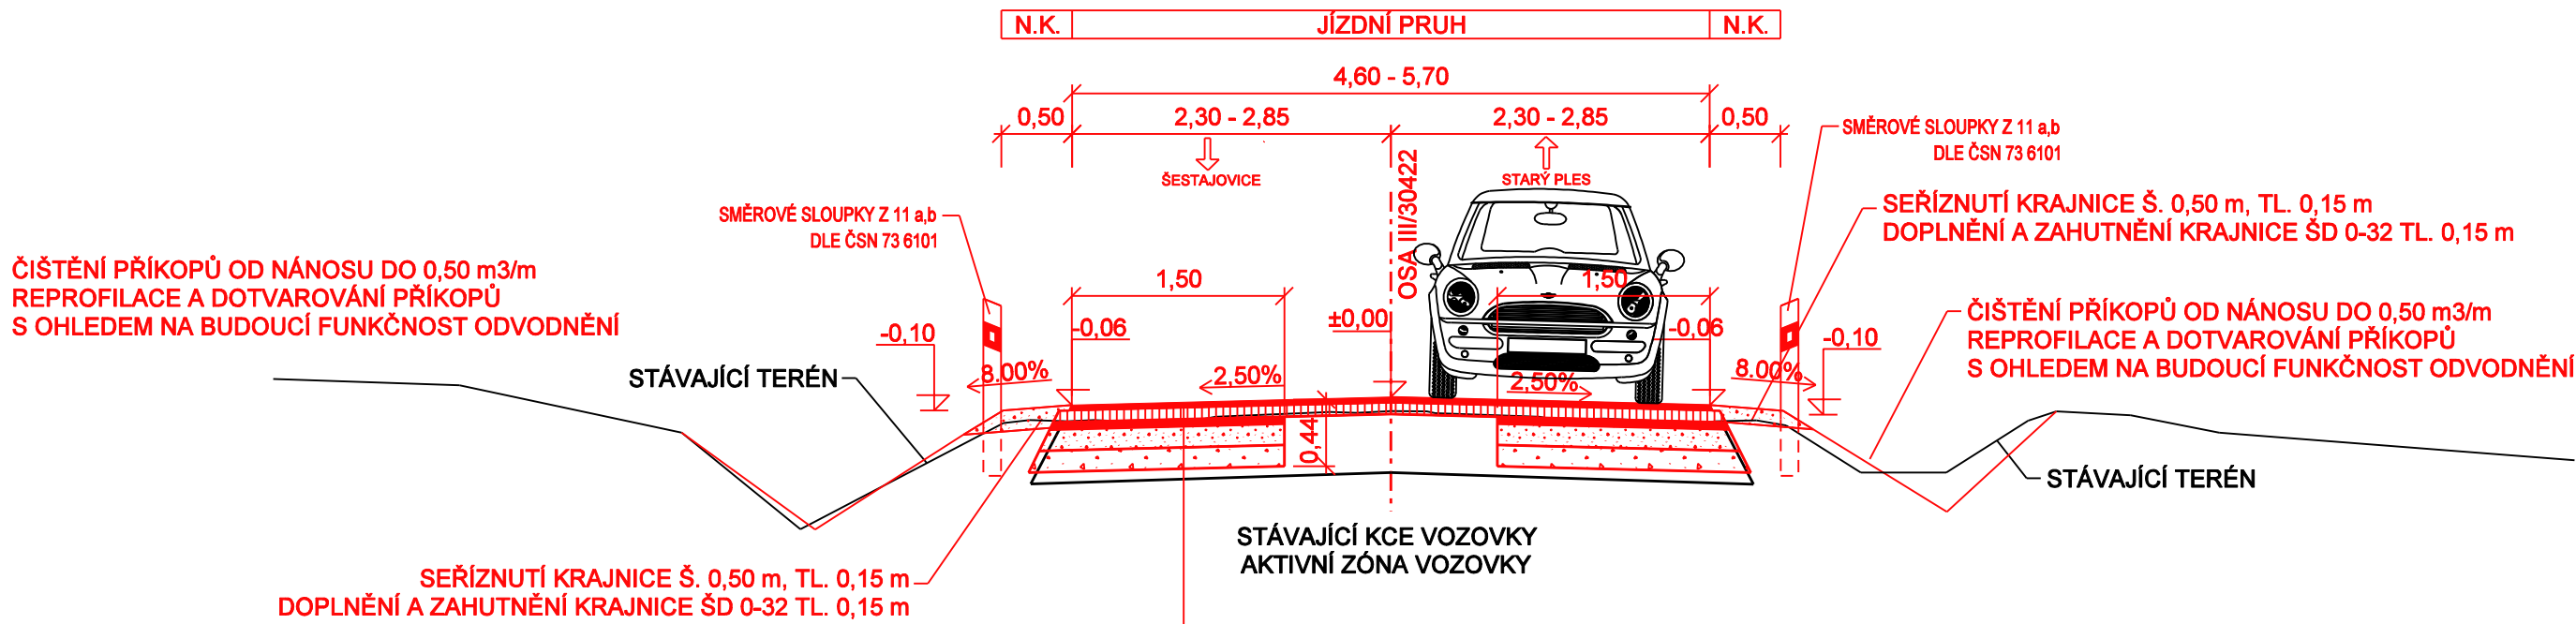 N.K. JÍZDNÍ PRUH N.K.
4,60 - 5,70
0,50 2,30 - 2,85 2,30 - 2,85 0,50
ŠESTAJOVICE
STARÝ PLES
OSA III/30422
SMĚROVÉ SLOUPKY Z 11 a,b
DLE ČSN 73 6101
SMĚROVÉ SLOUPKY Z 11 a,b
DLE ČSN 73 6101
SEŘÍZNUTÍ KRAJNICE Š. 0,50 m, TL. 0,15 m
DOPLNĚNÍ A ZAHUTNĚNÍ KRAJNICE ŠD 0-32 TL. 0,15 m
ČIŠTĚNÍ PŘÍKOPŮ OD NÁNOSU DO 0,50 m3/m
REPROFILACE A DOTVAROVÁNÍ PŘÍKOPŮ
S OHLEDEM NA BUDOUCÍ FUNKČNOST ODVODNĚNÍ
1,50 1,50
-0,10 -0,06 ±0,00 -0,06 -0,10
ČIŠTĚNÍ PŘÍKOPŮ OD NÁNOSU DO 0,50 m3/m
REPROFILACE A DOTVAROVÁNÍ PŘÍKOPŮ
S OHLEDEM NA BUDOUCÍ FUNKČNOST ODVODNĚNÍ
STÁVAJÍCÍ TERÉN
8.00% 2,50% 2,50% 8.00%
0,44
STÁVAJÍCÍ TERÉN
STÁVAJÍCÍ KCE VOZOVKY
AKTIVNÍ ZÓNA VOZOVKY
SEŘÍZNUTÍ KRAJNICE Š. 0,50 m, TL. 0,15 m
DOPLNĚNÍ A ZAHUTNĚNÍ KRAJNICE ŠD 0-32 TL. 0,15 m